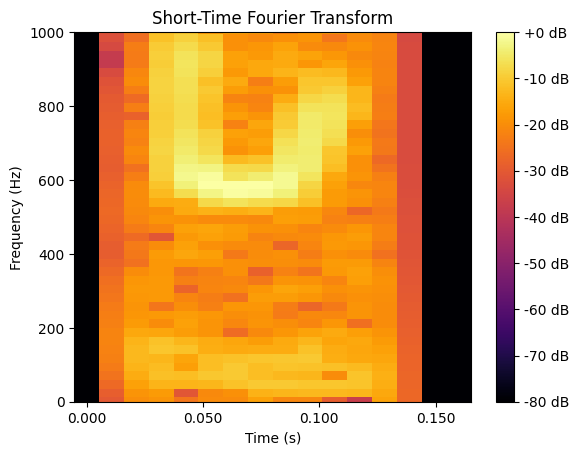 Short-Time Fourier Transform
1000
800
600
400
200
0
Frequency (Hz)
0.000
0.050
0.100
0.150
Time (s)
+0 dB
-10 dB
-20 dB
-30 dB
-40 dB
-50 dB
-60 dB
-70 dB
-80 dB